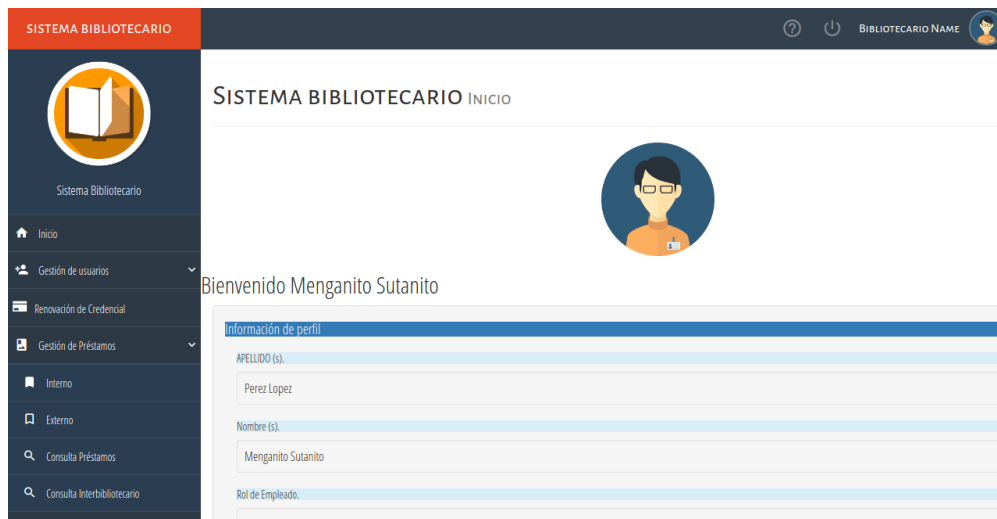 SISTEMA BIBLIOTECARIO
BIBLIOTECARIO NAME
Sistema Bibliotecario
Inicio
Gestión de usuarios
Renovación de Credencial
Gestión de Préstamos
Interno
Externo
Consulta Préstamos
Consulta Interbibliotecario
SISTEMA BIBLIOTECARIO INICIO
Bienvenido Menganito Sutanito
Información de perfil
APELLIDO (s).
Perez Lopez
Nombre (s).
Menganito Sutanito
Rol de Empleado.